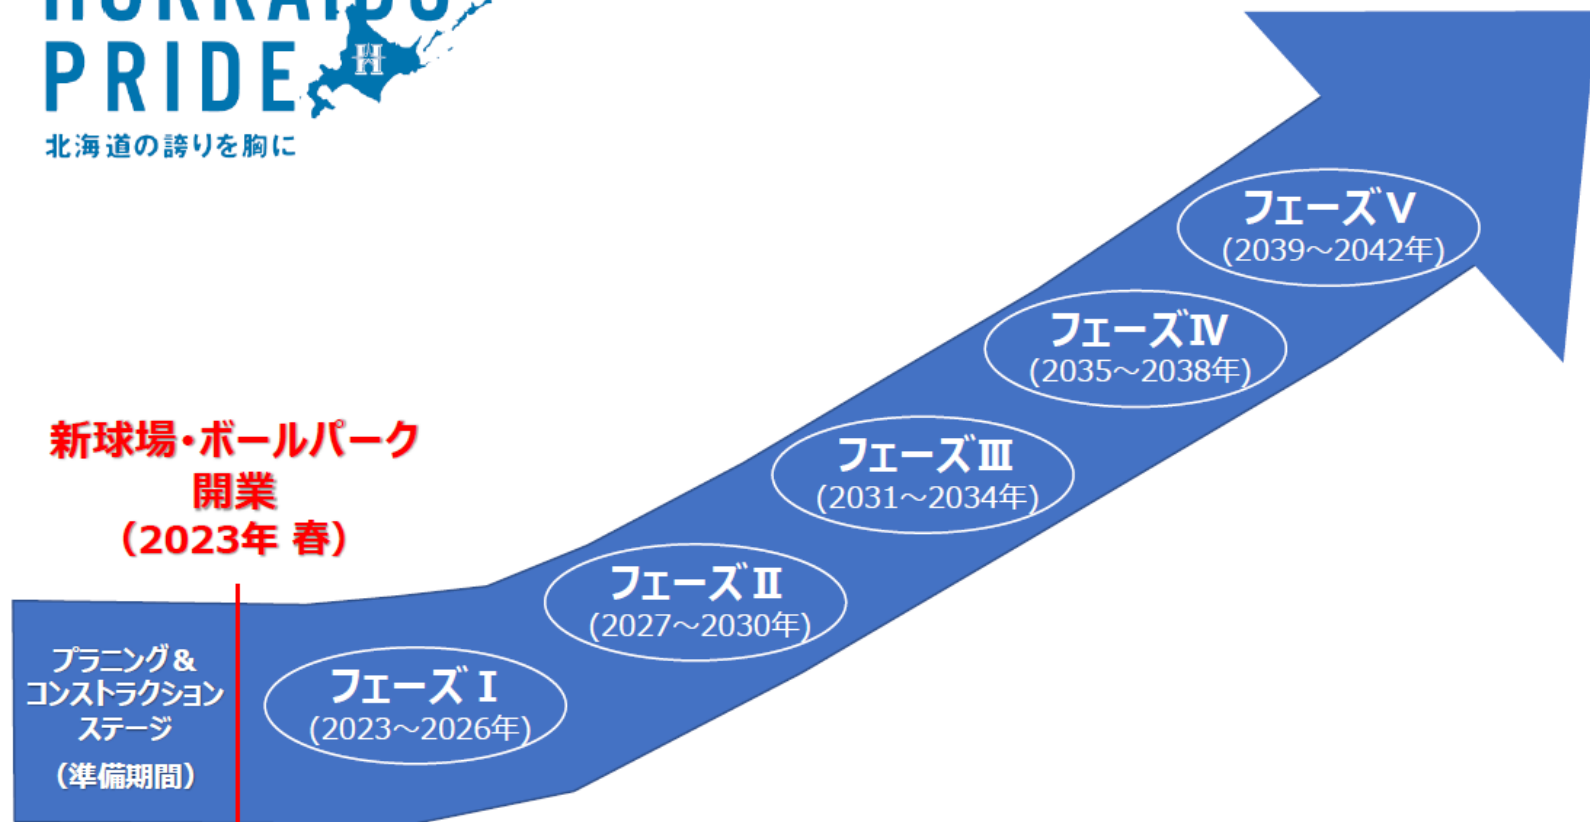 HOKKAIDO
PRIDE
北海道の誇りを胸に
新球場・ボールパーク
開業
（2023年 春）
プラニング＆
コンストラクション
ステージ
（準備期間）
フェーズⅠ
(2023～2026年)
フェーズⅡ
(2027～2030年)
フェーズⅢ
(2031～2034年)
フェーズⅣ
(2035～2038年)
フェーズⅤ
(2039～2042年)